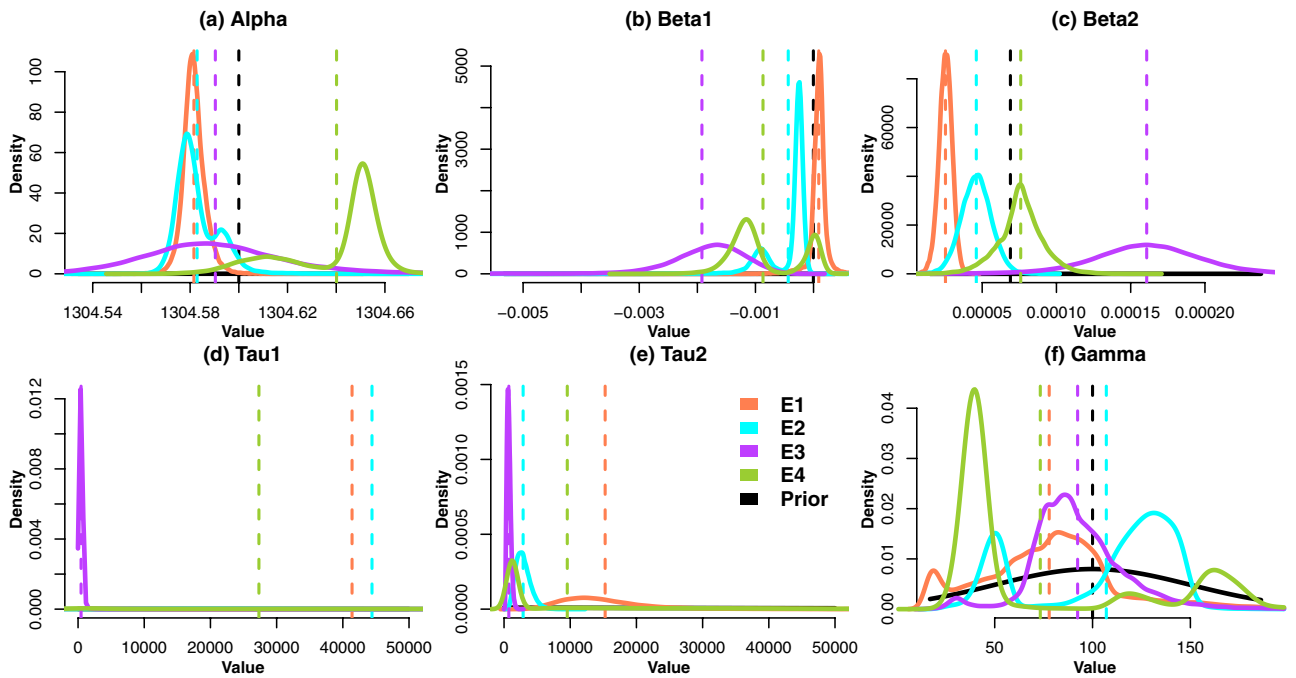 (a) Alpha
Density
0 20 40 60 80 100
1304.54 1304.58 1304.62 1304.66
Value
(b) Beta1
Density
0 1000 3000 5000
−0.005 −0.003 −0.001
Value
(c) Beta2
Density
0 20000 60000
0.00005 0.00010 0.00015 0.00020
Value
(d) Tau1
Density
0.000 0.004 0.008 0.012
0 10000 20000 30000 40000 50000
Value
(e) Tau2
Density
0.0000 0.0005 0.0010 0.0015
0 10000 20000 30000 40000 50000
Value
E1
E2
E3
E4
Prior
(f) Gamma
Density
0.00 0.01 0.02 0.03 0.04
50 100 150
Value